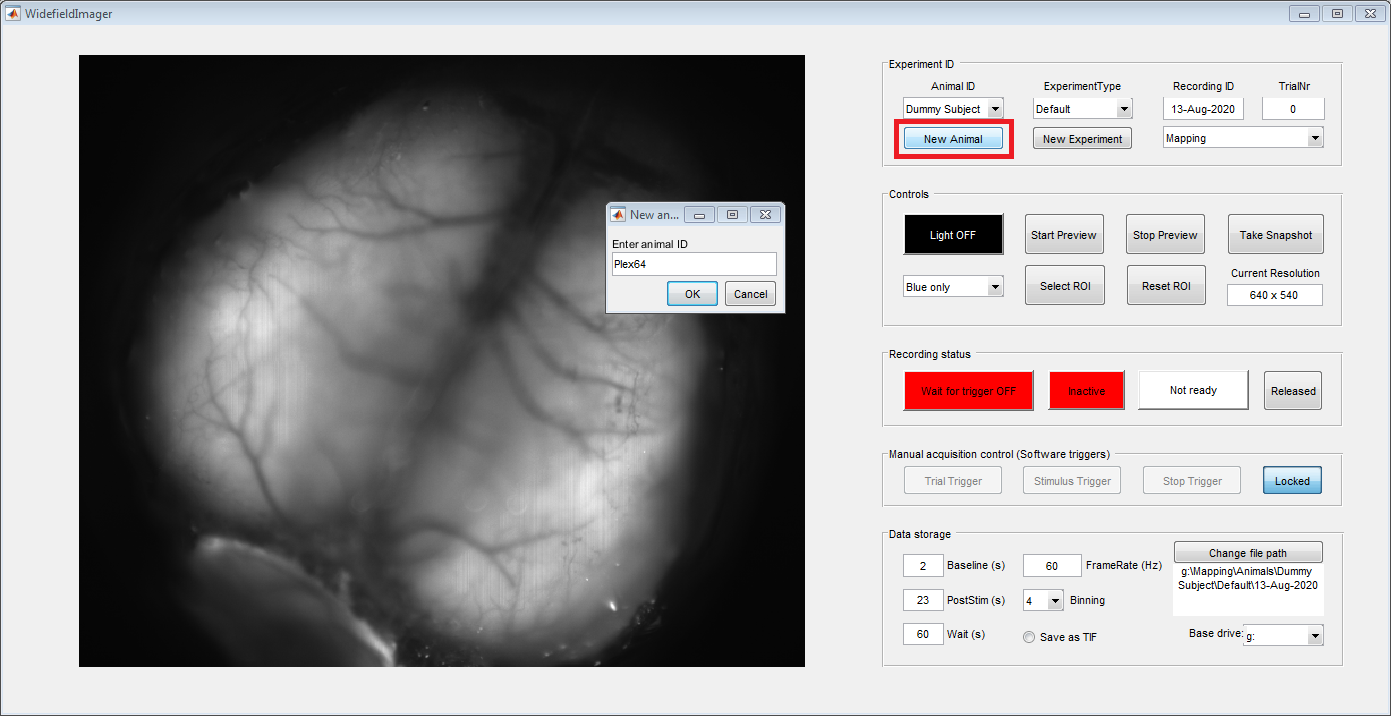 WidefieldImager
Experiment ID
Animal ID ExperimentType Recording ID TrialNr
Dummy Subject Default 13-Aug-2020 0
New Animal New Experiment Mapping
Controls
Light OFF Start Preview Stop Preview Take Snapshot
Blue only Select ROI Reset ROI Current Resolution
640 x 540
New an...
Enter animal ID
Plex64
OK Cancel
Recording status
Wait for trigger OFF Inactive Not ready Released
Manual acquisition control (Software triggers)
Trial Trigger Stimulus Trigger Stop Trigger Locked
Data storage
2 Baseline (s) 60 FrameRate (Hz) Change file path
g:\Mapping\Animals\Dummy
Subject\Default\13-Aug-2020
23 PostStim (s) 4 Binning
60 Wait (s) Save as TIF Base drive: g: